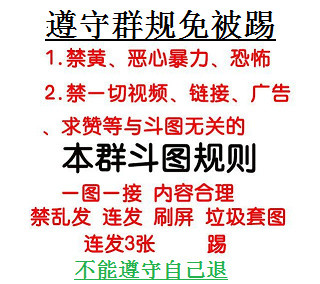 遵守群规免被踢
1.禁黄、恶心暴力、恐怖
2.禁一切视频、链接、广告
、求赞等与斗图无关的
本群斗图规则
一图一接 内容合理
禁乱发 连发 刷屏 垃圾套图
连发3张 踢
不能遵守自己退